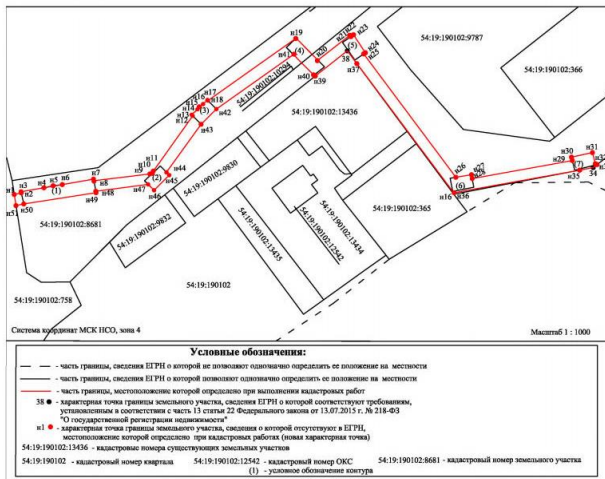 54:19:190102:9787
54:19:190102:366
н19
н22
н23
н21
н20
н24
н25
(5)
38
н37
(4)
н41
н40
н39
54:19:190102:10294
54:19:190102:13436
н17
н16
н15
н18
н14
н13
н12
(3)
н42
н43
н11
н9
(2)
н44
н45
н46
н47
н7
н8
н6
н5
н4
(1)
н3
н2
н1
н48
н49
н50
н51
54:19:190102:8681
54:19:190102:9830
54:19:190102:9832
54:19:190102:13435
54:19:190102:12542
54:19:190102:13434
54:19:190102:365
н26
н27
(6)
н36
н31
н30
н29
н32
(7)
н35
34
54:19:190102:758
54:19:190102
Система координат МСК НСО, зона 4
Масштаб 1 : 1000
Условные обозначения:
- часть границы, сведения ЕГРН о которой не позволяют однозначно определить ее положение на местности
- часть границы, сведения ЕГРН о которой позволяют однозначно определить ее положение на местности
- часть границы, местоположение которой определено при выполнении кадастровых работ
38 - характерная точка границы земельного участка, сведения ЕГРН о которой соответствуют требованиям,
установленным в соответствии с часть 13 статьи 22 Федерального закона от 13.07.2015 г. № 218-ФЗ
"О государственной регистрации недвижимости"
н1 - характерная точка границы земельного участка, сведения о которой отсутствуют в ЕГРН,
местоположение которой определено при кадастровых работах (новая характерная точка)
54:19:190102:13436 - кадастровые номера существующих земельных участков
54:19:190102 - кадастровый номер квартала 54:19:190102:12542 - кадастровый номер ОКС 54:19:190102:8681 - кадастровый номер земельного участка
(1) - условное обозначение контура